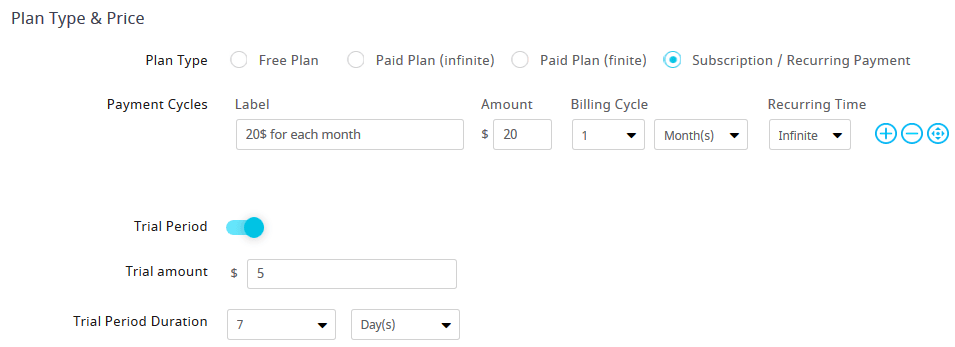 Plan Type & Price
Plan Type Free Plan Paid Plan (infinite) Paid Plan (finite) Subscription / Recurring Payment
Payment Cycles Label Amount Billing Cycle Recurring Time
20$ for each month $ 20 1 Month(s) Infinite
Trial Period
Trial amount $ 5
Trial Period Duration 7 Day(s)